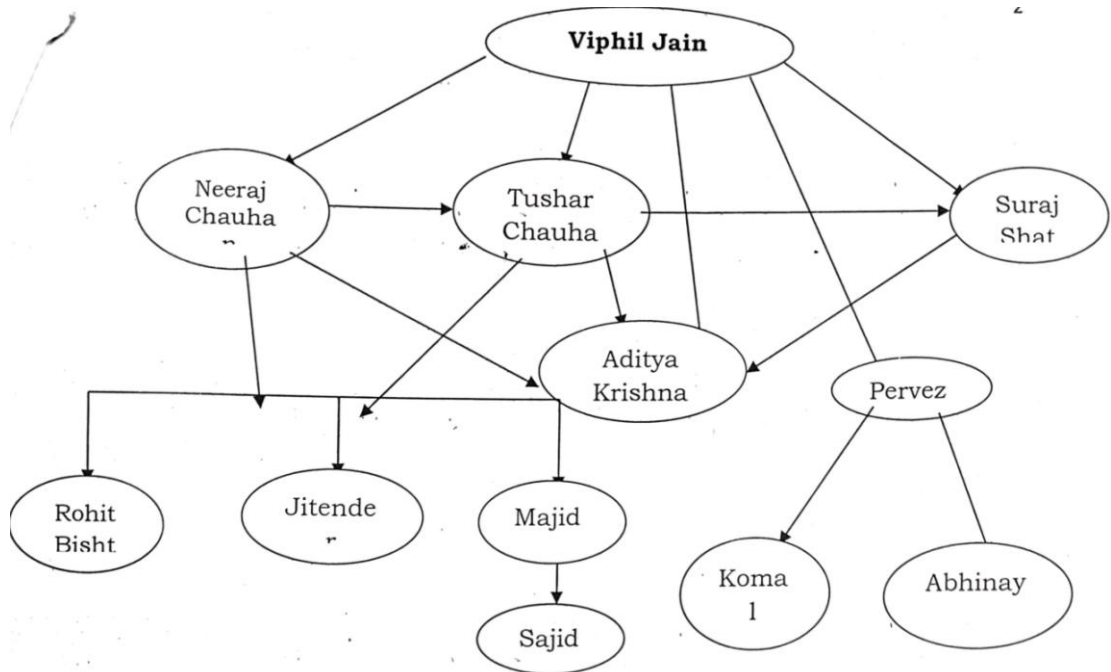 Viphil Jain
Neeraj
Chauha
Tushar
Chauha
Suraj
Shat
Aditya
Krishna
Pervez
Rohit
Bisht
Jitende
r
Majid
Koma
l
Abhinay
Sajid